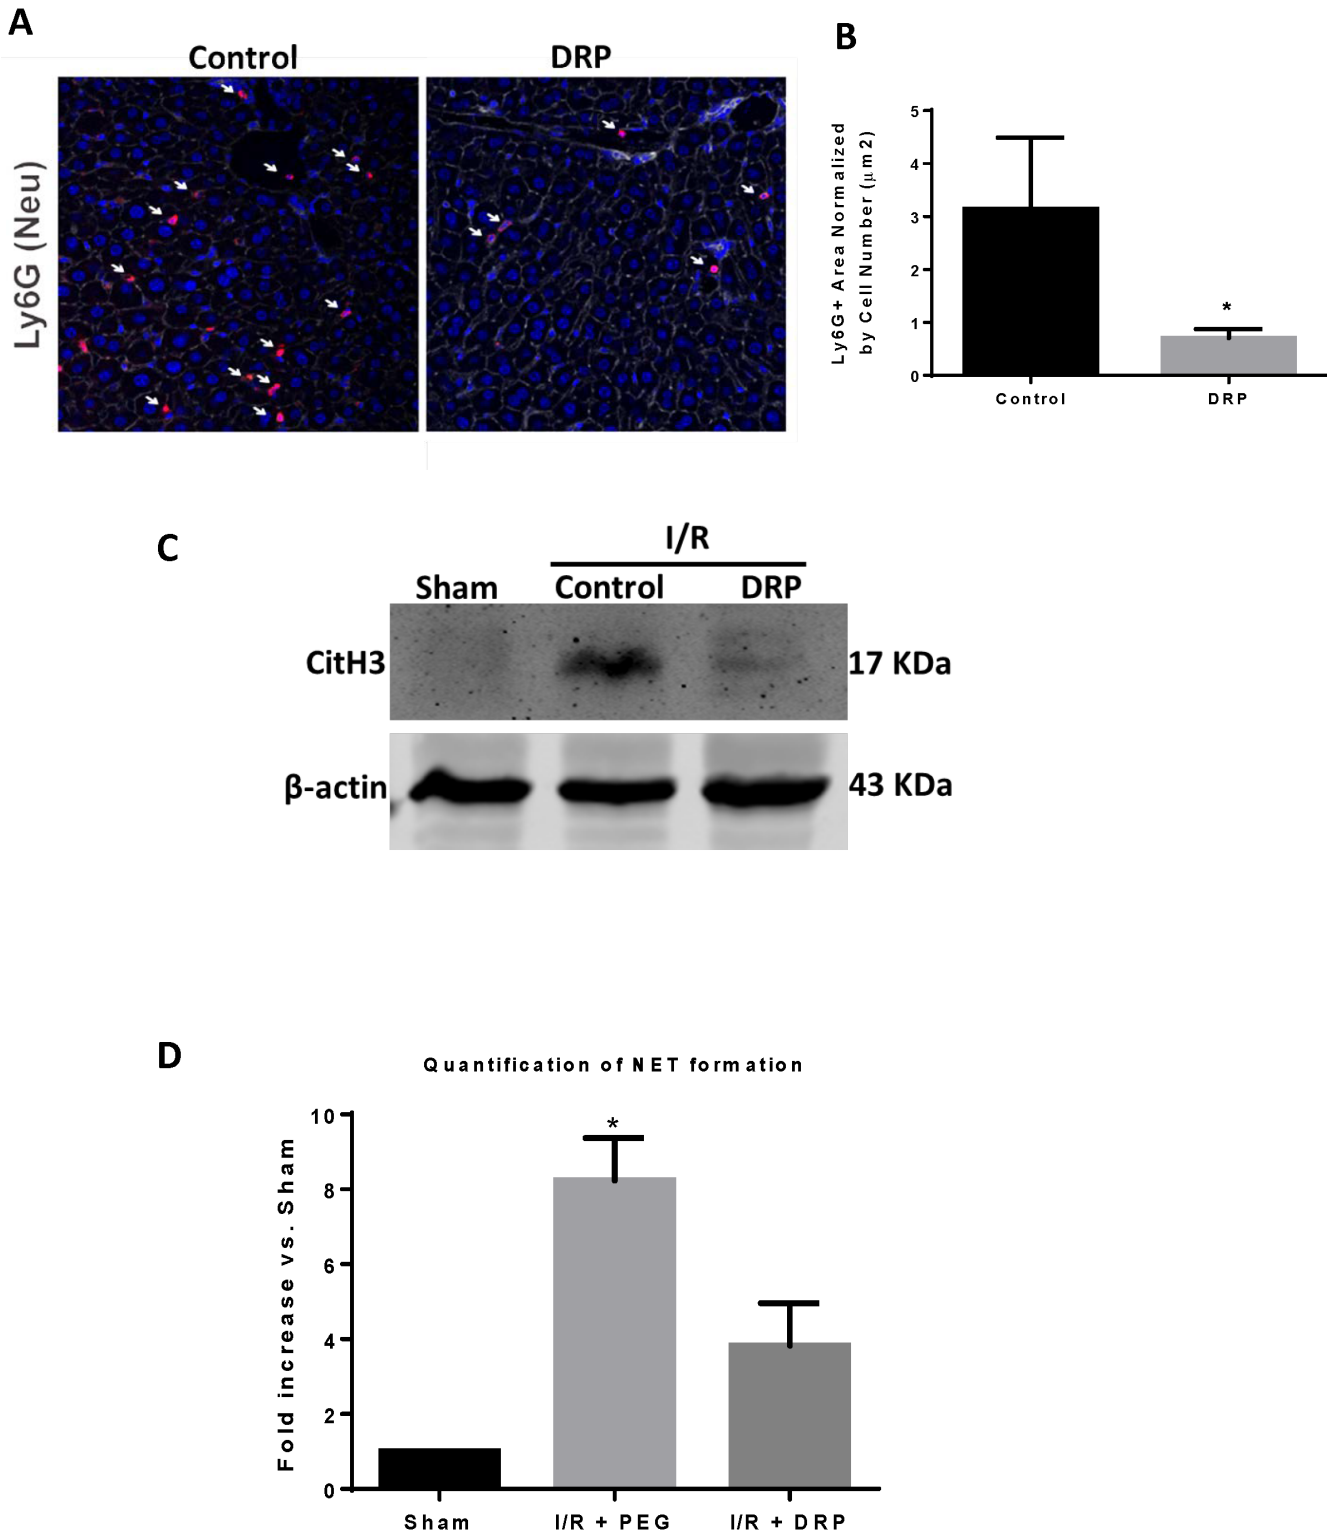 A
Control
DRP
Ly6G (Neu)
B
5
4
3
2
1
0
Ly6G+ Area Normalized
by Cell Number (μm2)
*
Control
DRP
C
I/R
Sham
Control
DRP
CitH3
17 KDa
β-actin
43 KDa
D
Quantification of NET formation
10
8
6
4
2
0
Fold increase vs. Sham
*
Sham
I/R + PEG
I/R + DRP